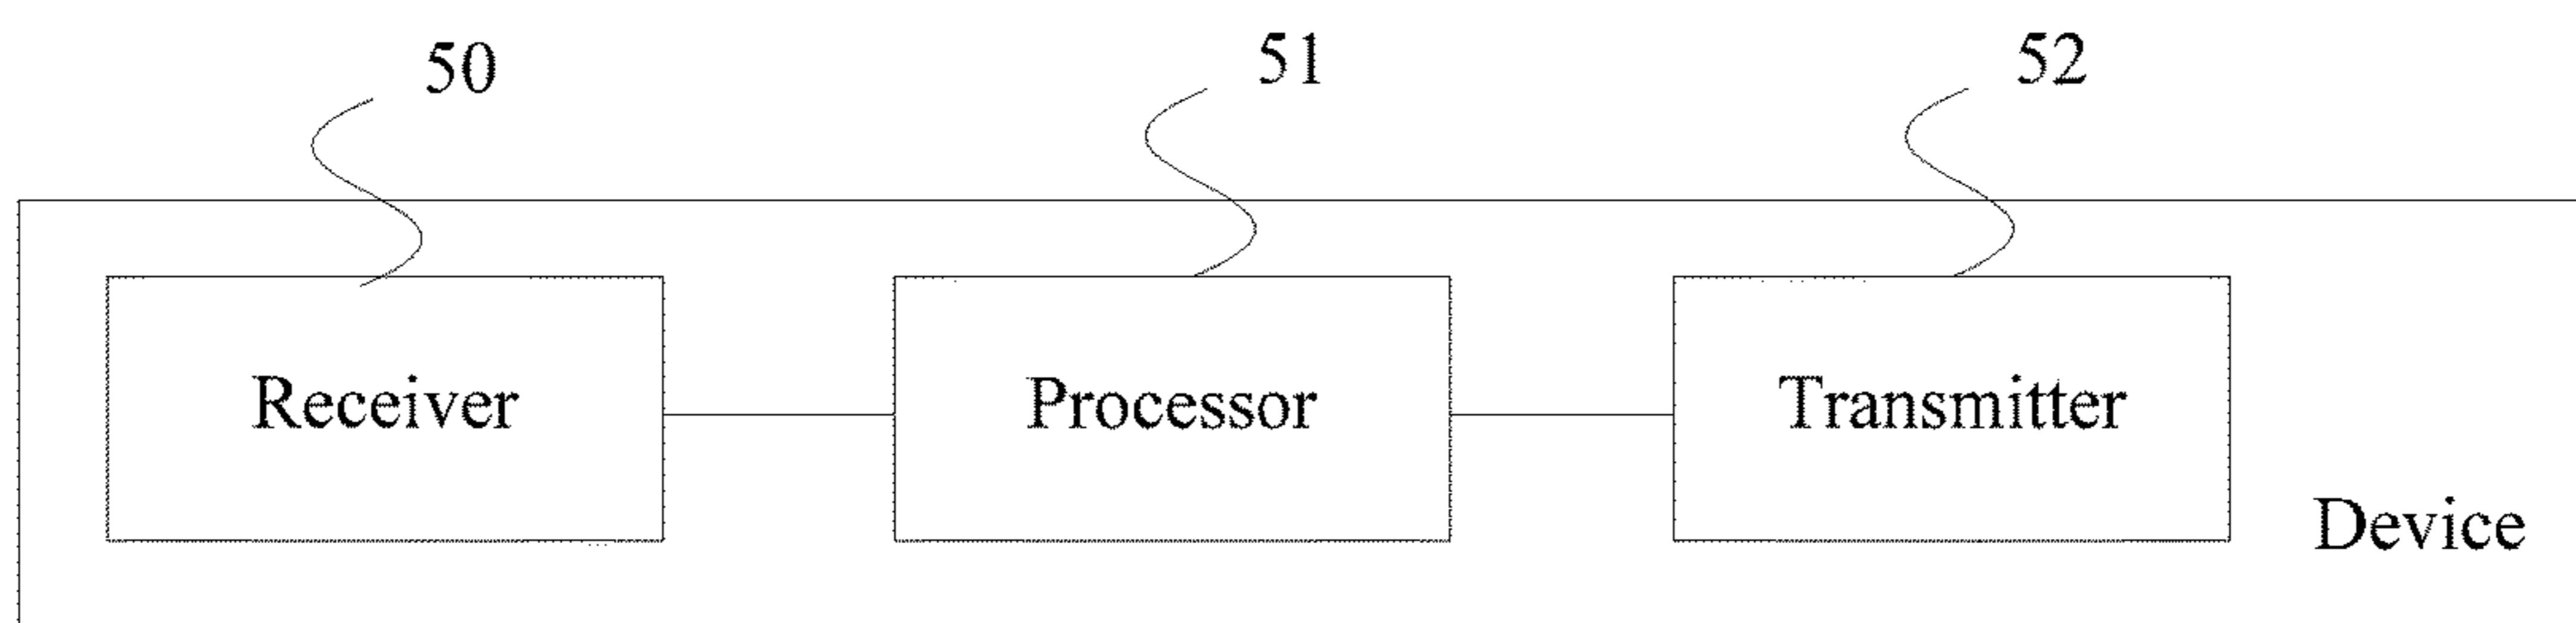 50
51
52
Receiver
Processor
Transmitter
Device